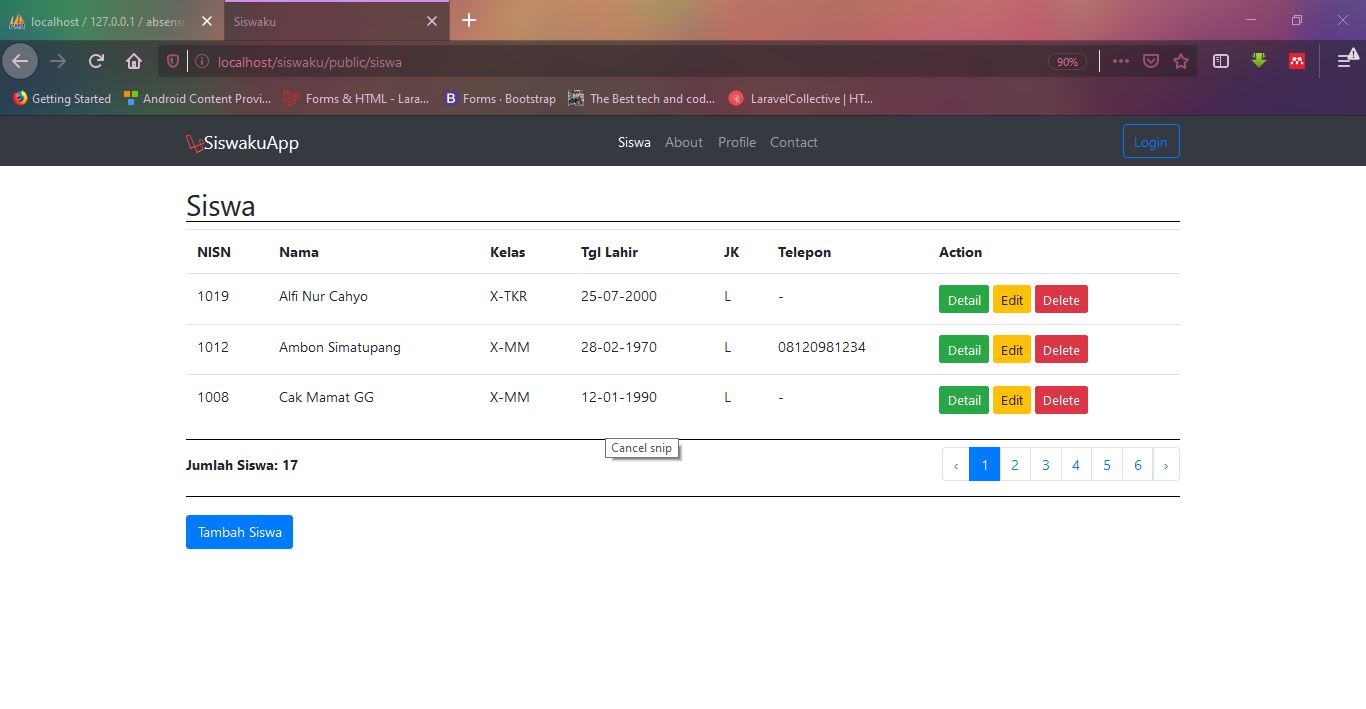 localhost / 127.0.0.1 / absensi
Siswaku
localhost/siswaku/public/siswa
90%
Getting Started
Android Content Provi...
Forms & HTML - Lara...
B Forms · Bootstrap
The Best tech and cod...
LaravelCollective | HT...
SiswakuApp
Siswa About Profile Contact
Login
Siswa
NISN Nama Kelas Tgl Lahir JK Telepon Action
1019 Alfi Nur Cahyo X-TKR 25-07-2000 L - Detail Edit Delete
1012 Ambon Simatupang X-MM 28-02-1970 L 08120981234 Detail Edit Delete
1008 Cak Mamat GG X-MM 12-01-1990 L - Detail Edit Delete
Cancel snip
Jumlah Siswa: 17 ‹ 1 2 3 4 5 6 ›
Tambah Siswa